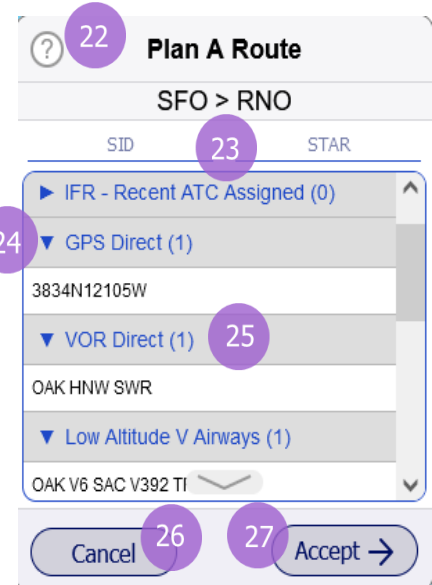 ? 22 Plan A Route
SFO > RNO
SID 23 STAR
IFR - Recent ATC Assigned (0)
24 GPS Direct (1)
3834N12105W
VOR Direct (1) 25
OAK HNW SWR
Low Altitude V Airways (1)
OAK V6 SAC V392
Cancel 26 27 Accept →